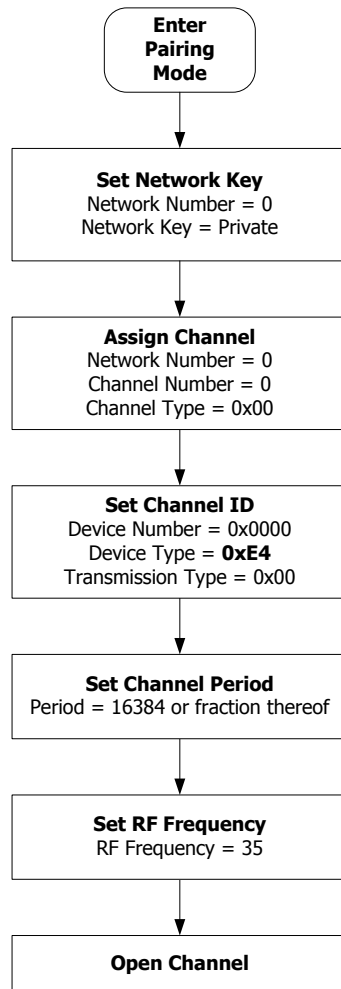 Enter
Pairing
Mode
Set Network Key
Network Number = 0
Network Key = Private
Assign Channel
Network Number = 0
Channel Number = 0
Channel Type = 0x00
Set Channel ID
Device Number = 0x0000
Device Type = 0xE4
Transmission Type = 0x00
Set Channel Period
Period = 16384 or fraction thereof
Set RF Frequency
RF Frequency = 35
Open Channel